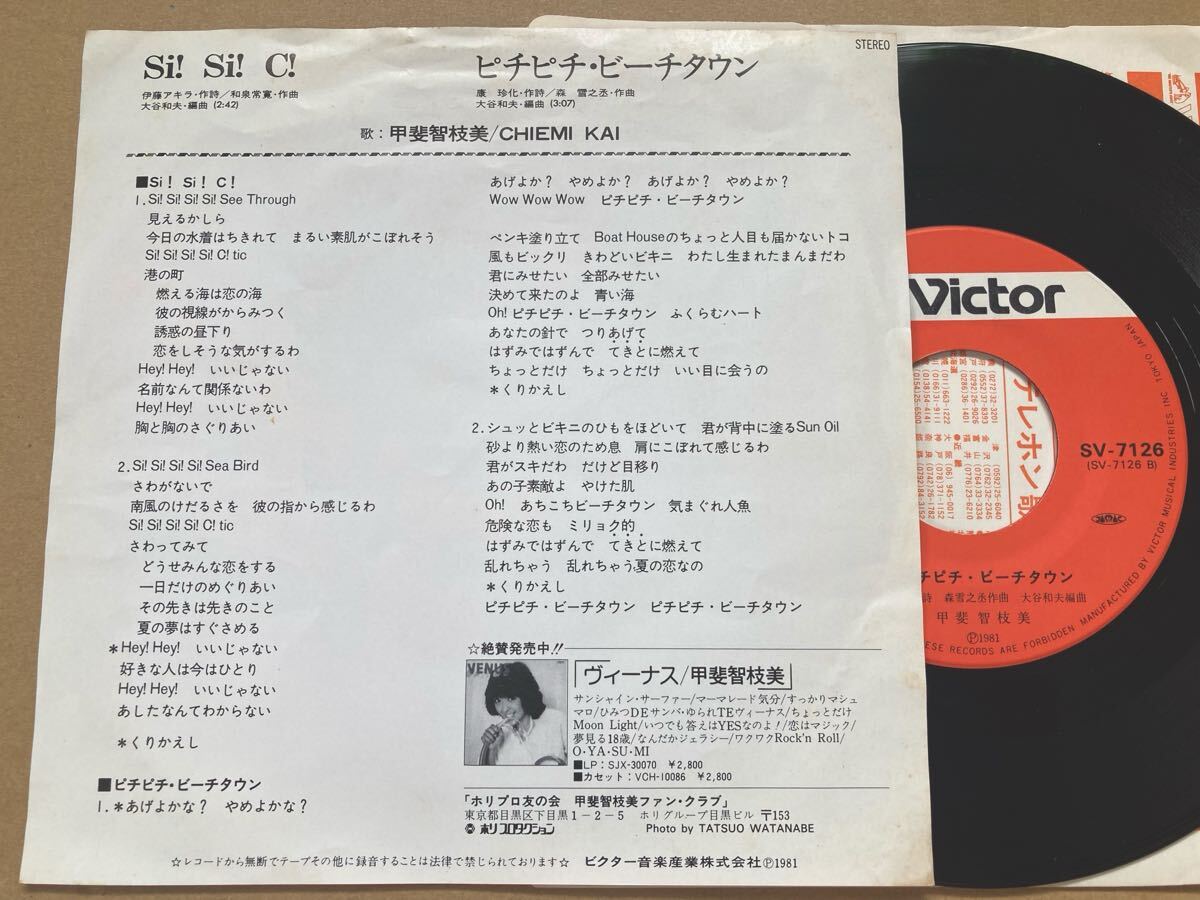 STEREO
Si! Si! C!
伊藤アキラ・作詩/和泉常寛・作曲
大谷和夫・編曲 (2:42)
ピチピチ・ビーチタウン
康 珍化・作詩/森 雪之丞・作曲
大谷和夫・編曲 (3:07)
歌:甲斐智枝美/CHIEMI KAI
■Si! Si! C!
1. Si! Si! Si! Si! See Through
見えるかしら
今日の水着はちきれて まるい素肌がこぼれそう
Si! Si! Si! Si! C! tic
港の町
燃える海は恋の海
彼の視線がからみつく
誘惑の昼下り
恋をしそうな気がするわ
Hey! Hey! いいじゃない
名前なんて関係ないわ
Hey! Hey! いいじゃない
胸と胸のさぐりあい
2. Si! Si! Si! Si! Sea Bird
さわがないで
南風のけだるさを 彼の指から感じるわ
Si! Si! Si! Si! C! tic
さわってみて
どうせみんな恋をする
一日だけのめぐりあい
その先は先きのこと
夏の夢はすぐさめる
*Hey! Hey! いいじゃない
好きな人は今はひとり
Hey! Hey! いいじゃない
あしたなんてわからない
*くりかえし
■ピチピチ・ビーチタウン
1. *あげよかな? やめよかな?
あげよか? やめよか? あげよか? やめよか?
Wow Wow Wow ピチピチ・ビーチタウン
ペンキ塗り立て Boat Houseのちょっと人目も届かないトコ
風もビックリ きわどいビキニ わたし生まれたまんまだわ
君にみせたい 全部みせたい
決めて来たのよ 青い海
Oh! ピチピチ・ビーチタウン ふくらむハート
あなたの針で つりあげて
はずみではずんで てきとに燃えて
ちょっとだけ ちょっとだけ いい目に会うの
*くりかえし
2. シュッとビキニのひもをほどいて 君が背中に塗るSun Oil
砂より熱い恋のため息 肩にこぼれて感じるわ
君がスキだわ だけど目移り
あの子素敵よ やけた肌
Oh! あちこちビーチタウン 気まぐれ人魚
危険な恋も ミリョク的
はずみではずんで てきとに燃えて
乱れちゃう 乱れちゃう夏の恋なの
*くりかえし
ピチピチ・ビーチタウン ピチピチ・ビーチタウン
☆絶賛発売中!!
VENUS
「ヴィーナス/甲斐智枝美」
サンシャイン・サーファー/マーマレード気分/すっかりマシュ
マロ/ひみつDEサンバ・ゆられTEヴィーナス/ちょっとだけ
Moon Light/いつでも答えはYESなのよ!/恋はマジック/
夢見る18歳/なんだかジェラシー/ワクワクRock'n Roll/
O・YA・SU・MI
■LP:SJX-30070 ¥2,800
■カセット:VCH-10086 ¥2,800
「ホリプロ友の会 甲斐智枝美ファン・クラブ」
東京都目黒区下目黒1-2-5 ホリグループ目黒ビル 〒153
ホリプロダクション Photo by TATSUO WATANABE
☆レコードから無断でテープその他に録音することは法律で禁じられております☆ ビクター音楽産業株式会社Ⓟ1981
Victor
SV-7126
(SV-7126 B)
チピチ・ビーチタウン
詩 森雪之丞作曲 大谷和夫編曲
甲斐智枝美
Ⓟ1981
ESE RECORDS ARE FORBIDDEN MANUFACTURED BY VICTOR MUSICAL INDUSTRIES INC. TOKYO JAPAN
テレホン